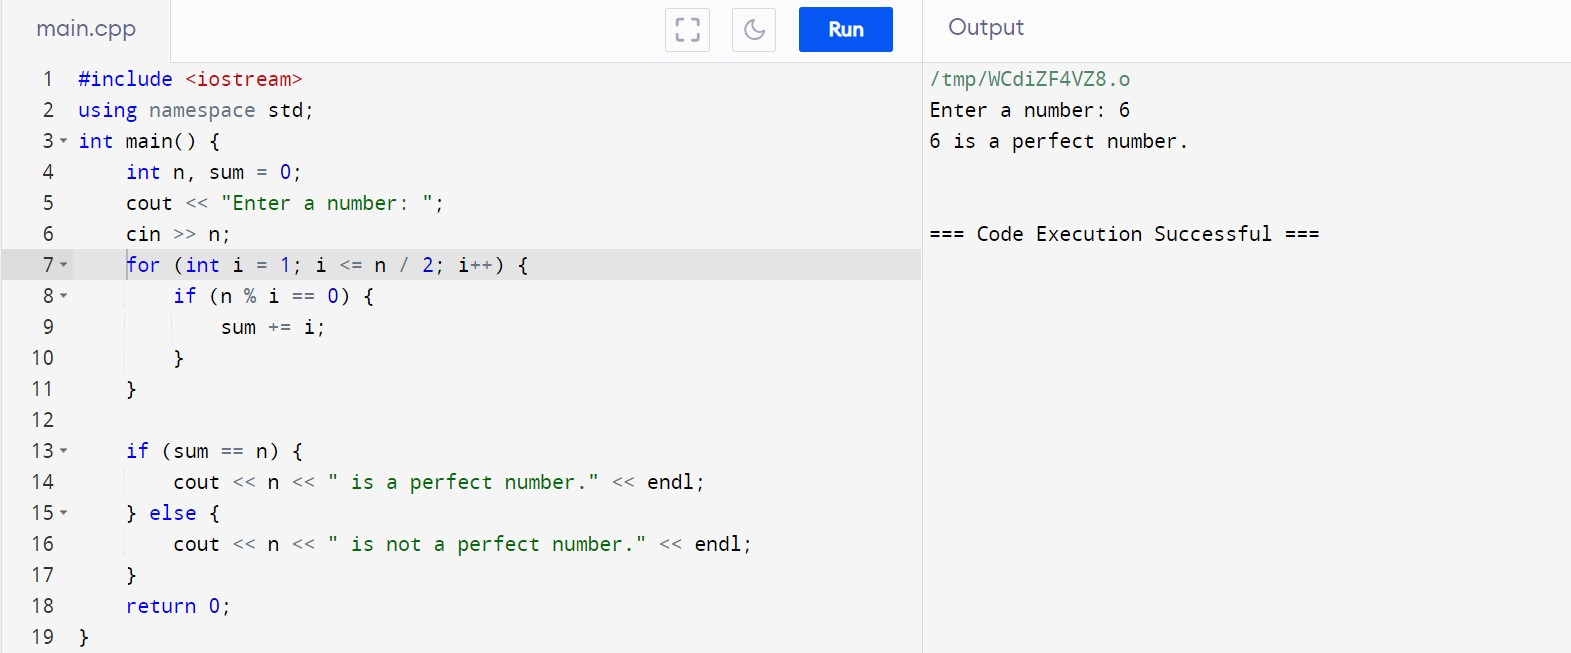 main.cpp
Run
Output
1 #include <iostream>
2 using namespace std;
3 int main() {
4     int n, sum = 0;
5     cout << "Enter a number: ";
6     cin >> n;
7     for (int i = 1; i <= n / 2; i++) {
8         if (n % i == 0) {
9             sum += i;
10         }
11     }
12
13     if (sum == n) {
14         cout << n << " is a perfect number." << endl;
15     } else {
16         cout << n << " is not a perfect number." << endl;
17     }
18     return 0;
19 }
/tmp/WCdiZF4VZ8.o
Enter a number: 6
6 is a perfect number.
=== Code Execution Successful ===